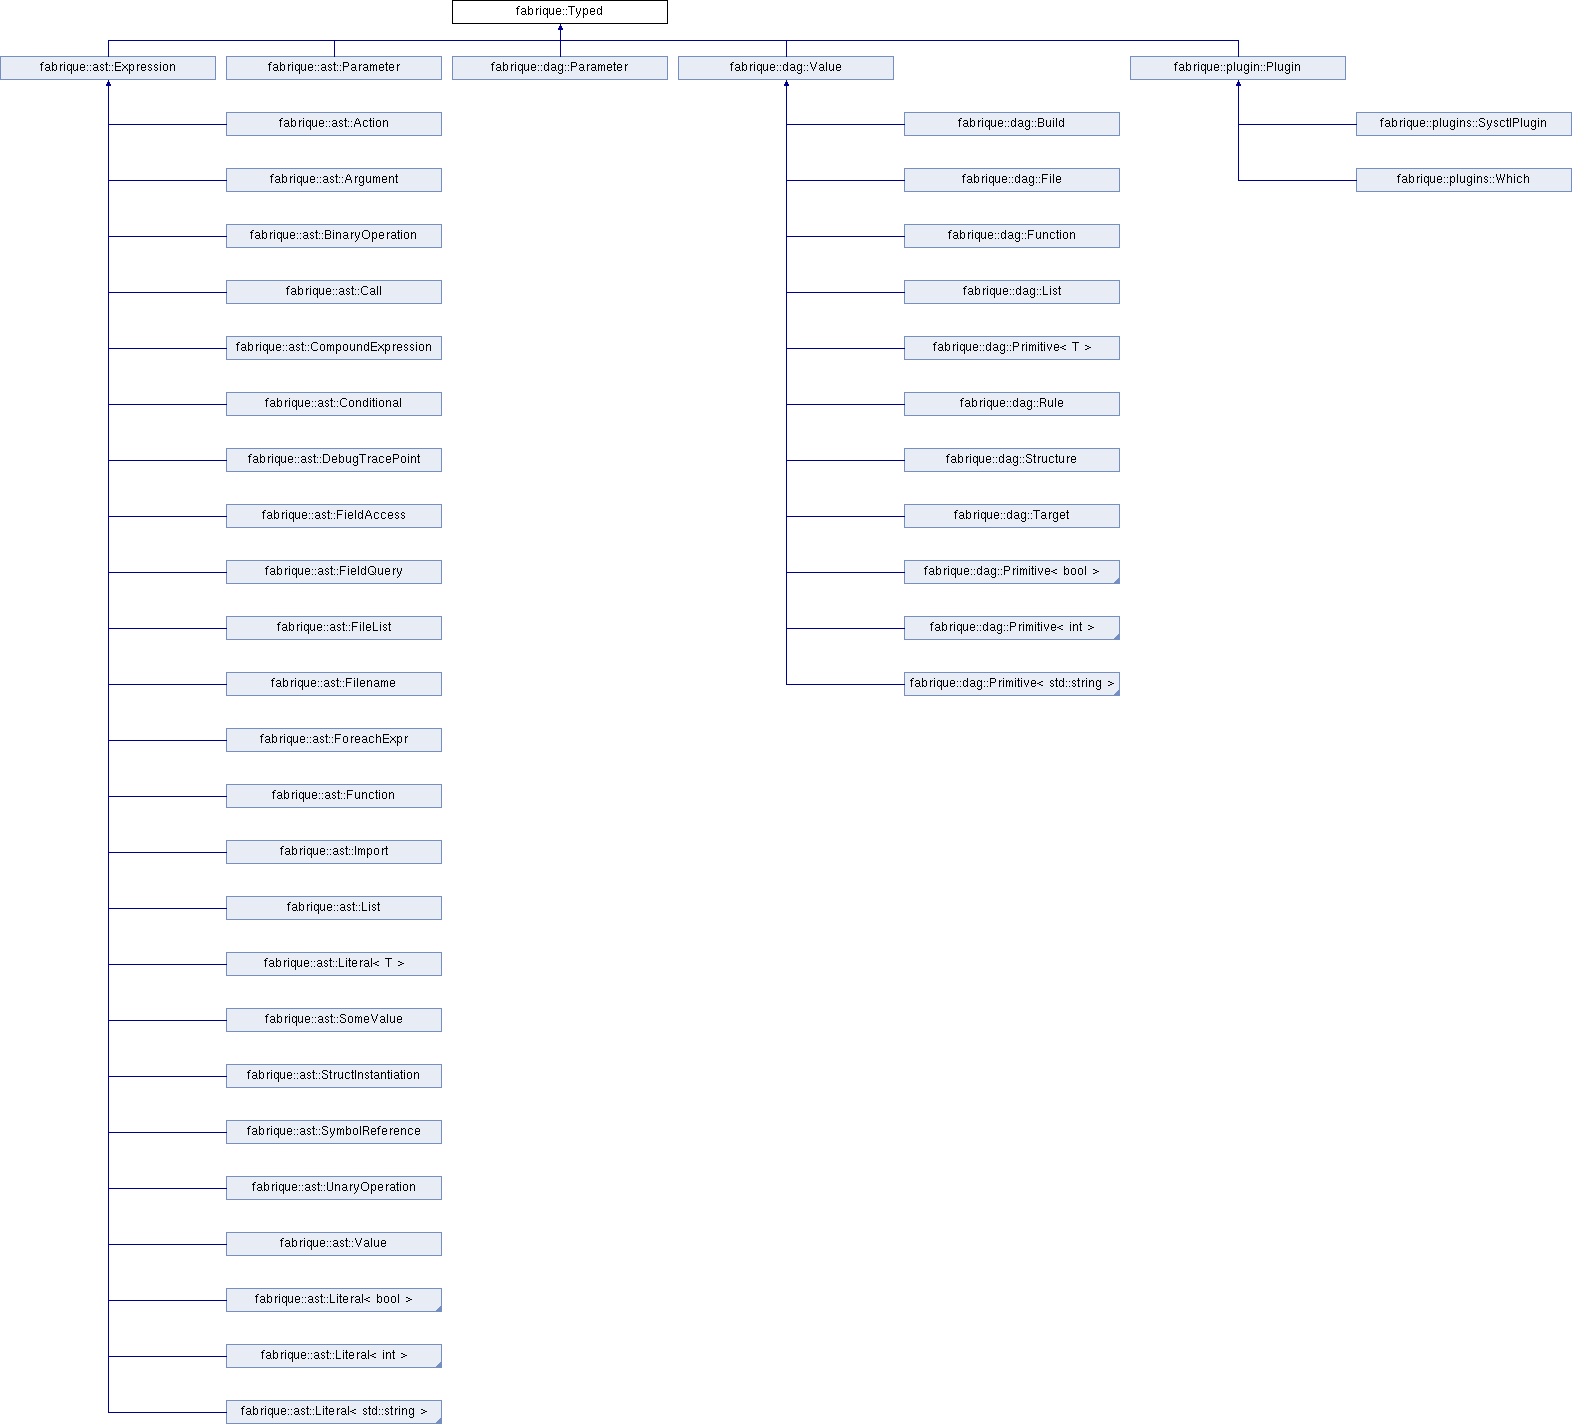 fabrique::Typed
fabrique::ast::Expression
fabrique::ast::Parameter
fabrique::dag::Parameter
fabrique::dag::Value
fabrique::plugin::Plugin
fabrique::ast::Action
fabrique::dag::Build
fabrique::plugins::SysctlPlugin
fabrique::ast::Argument
fabrique::dag::File
fabrique::plugins::Which
fabrique::ast::BinaryOperation
fabrique::dag::Function
fabrique::ast::Call
fabrique::dag::List
fabrique::ast::CompoundExpression
fabrique::dag::Primitive< T >
fabrique::ast::Conditional
fabrique::dag::Rule
fabrique::ast::DebugTracePoint
fabrique::dag::Structure
fabrique::ast::FieldAccess
fabrique::dag::Target
fabrique::ast::FieldQuery
fabrique::dag::Primitive< bool >
fabrique::ast::FileList
fabrique::dag::Primitive< int >
fabrique::ast::Filename
fabrique::dag::Primitive< std::string >
fabrique::ast::ForeachExpr
fabrique::ast::Function
fabrique::ast::Import
fabrique::ast::List
fabrique::ast::Literal< T >
fabrique::ast::SomeValue
fabrique::ast::StructInstantiation
fabrique::ast::SymbolReference
fabrique::ast::UnaryOperation
fabrique::ast::Value
fabrique::ast::Literal< bool >
fabrique::ast::Literal< int >
fabrique::ast::Literal< std::string >